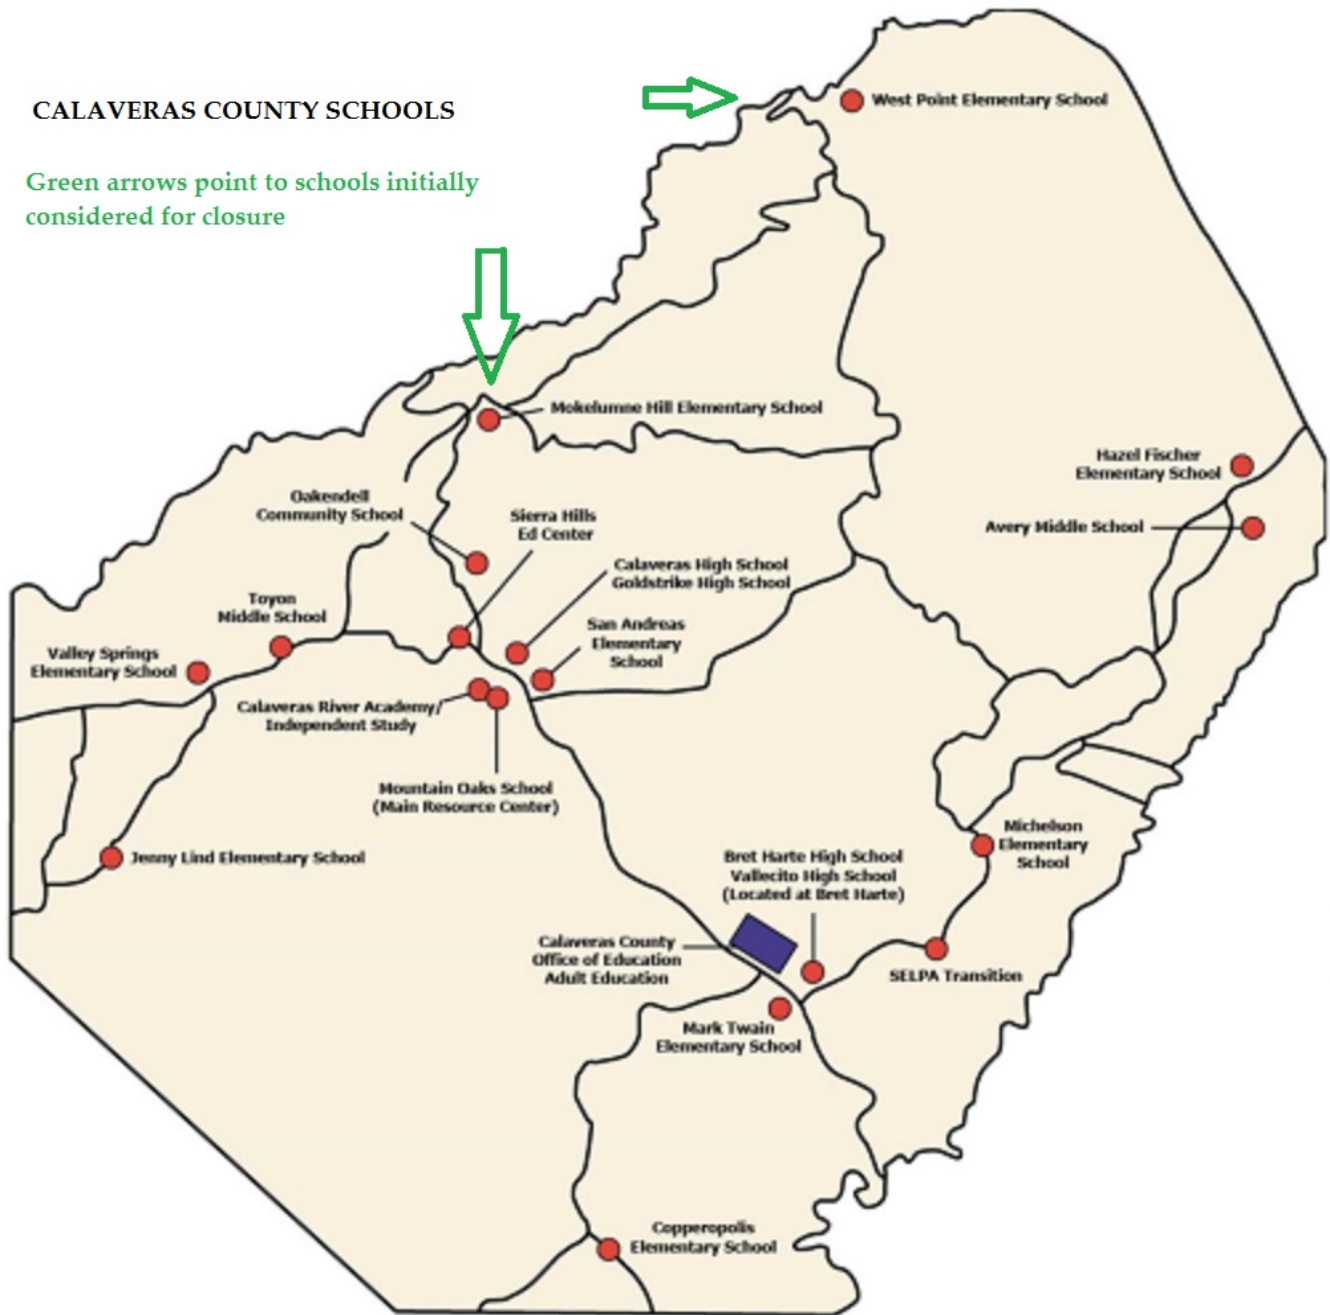 CALAVERAS COUNTY SCHOOLS
Green arrows point to schools initially
considered for closure
West Point Elementary School
Mokelumne Hill Elementary School
Hazel Fischer
Elementary School
Avery Middle School
Oakendell
Community School
Sierra Hills
Ed Center
Calaveras High School
Goldstrike High School
San Andreas
Elementary
School
Toyon
Middle School
Valley Springs
Elementary School
Calaveras River Academy/
Independent Study
Mountain Oaks School
(Main Resource Center)
Jenny Lind Elementary School
Michelson
Elementary
School
Bret Harte High School
Vallecito High School
(Located at Bret Harte)
Calaveras County
Office of Education
Adult Education
SELPA Transition
Mark Twain
Elementary School
Copperopolis
Elementary School